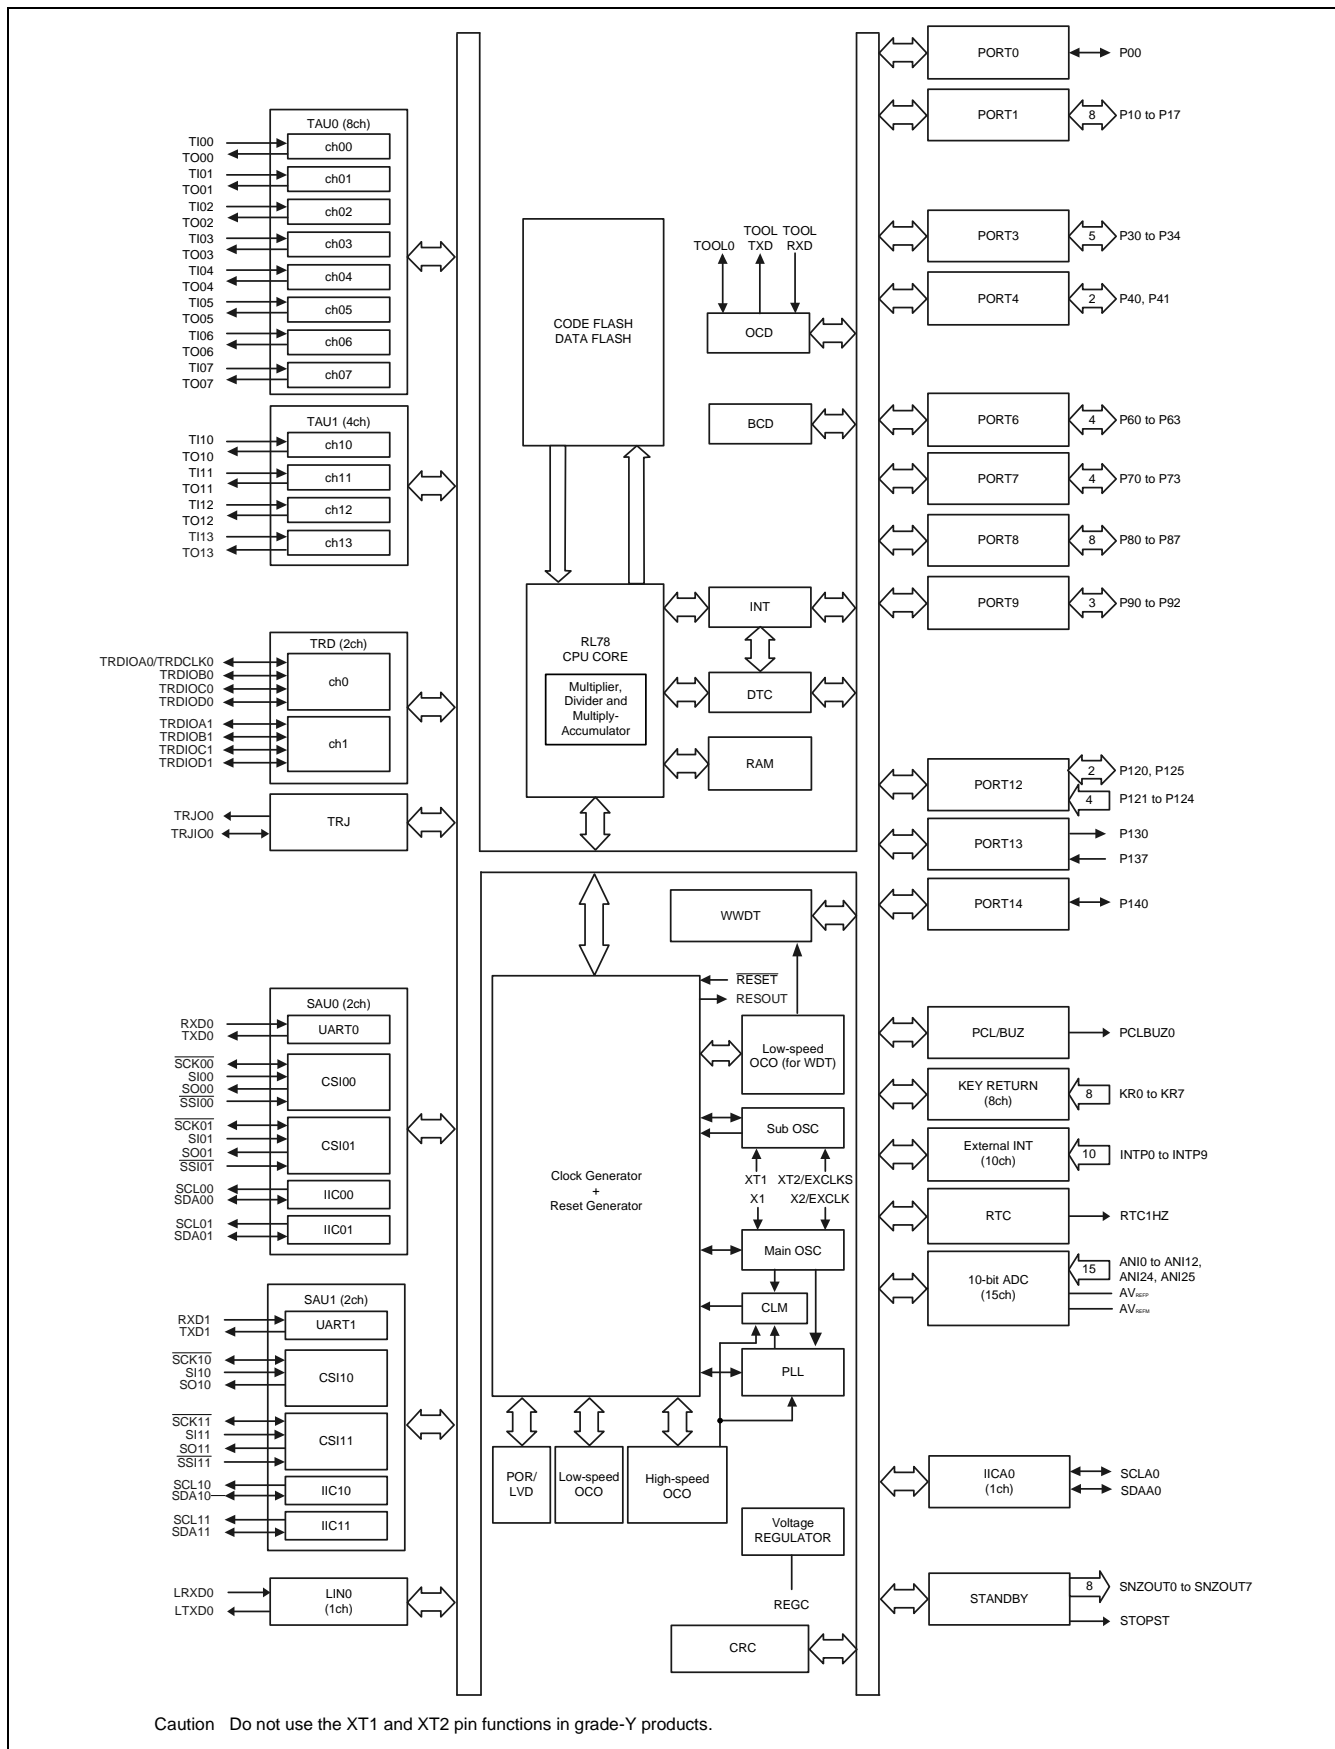 TAU0 (8ch)
TI00
TO00
ch00
TI01
TO01
ch01
TI02
TO02
ch02
TI03
TO03
ch03
TI04
TO04
ch04
TI05
TO05
ch05
TI06
TO06
ch06
TI07
TO07
ch07
TAU1 (4ch)
TI10
TO10
ch10
TI11
TO11
ch11
TI12
TO12
ch12
TI13
TO13
ch13
TRD (2ch)
TRDIOA0/TRDCLK0
TRDIOB0
TRDIOC0
TRDIOD0
ch0
TRDIOA1
TRDIOB1
TRDIOC1
TRDIOD1
ch1
TRJO0
TRJIO0
TRJ
SAU0 (2ch)
RXD0
TXD0
UART0
SCK00
SI00
SO00
SSI00
CSI00
SCK01
SI01
SO01
SSI01
CSI01
SCL00
SDA00
IIC00
SCL01
SDA01
IIC01
SAU1 (2ch)
RXD1
TXD1
UART1
SCK10
SI10
SO10
CSI10
SCK11
SI11
SO11
SSI11
CSI11
SCL10
SDA10
IIC10
SCL11
SDA11
IIC11
LRXD0
LTXD0
LIN0
(1ch)
CODE FLASH
DATA FLASH
TOOL0
TOOL
TXD
TOOL
RXD
OCD
BCD
RL78
CPU CORE
Multiplier,
Divider and
Multiply-
Accumulator
INT
DTC
RAM
WWDT
RESET
RESOUT
Low-speed
OCO (for WDT)
Sub OSC
XT1
XT2/EXCLKS
X1
X2/EXCLK
Clock Generator
+
Reset Generator
Main OSC
CLM
PLL
POR/
LVD
Low-speed
OCO
High-speed
OCO
Voltage
REGULATOR
REGC
CRC
PORT0
P00
PORT1
8
P10 to P17
PORT3
5
P30 to P34
PORT4
2
P40, P41
PORT6
4
P60 to P63
PORT7
4
P70 to P73
PORT8
8
P80 to P87
PORT9
3
P90 to P92
PORT12
2
P120, P125
4
P121 to P124
PORT13
P130
P137
PORT14
P140
PCL/BUZ
PCLBUZ0
KEY RETURN
(8ch)
8
KR0 to KR7
External INT
(10ch)
10
INTP0 to INTP9
RTC
RTC1HZ
10-bit ADC
(15ch)
15
ANI0 to ANI12,
ANI24, ANI25
AVREFP
AVREFM
IICA0
(1ch)
SCLA0
SDAA0
STANDBY
8
SNZOUT0 to SNZOUT7
STOPST
Caution Do not use the XT1 and XT2 pin functions in grade-Y products.